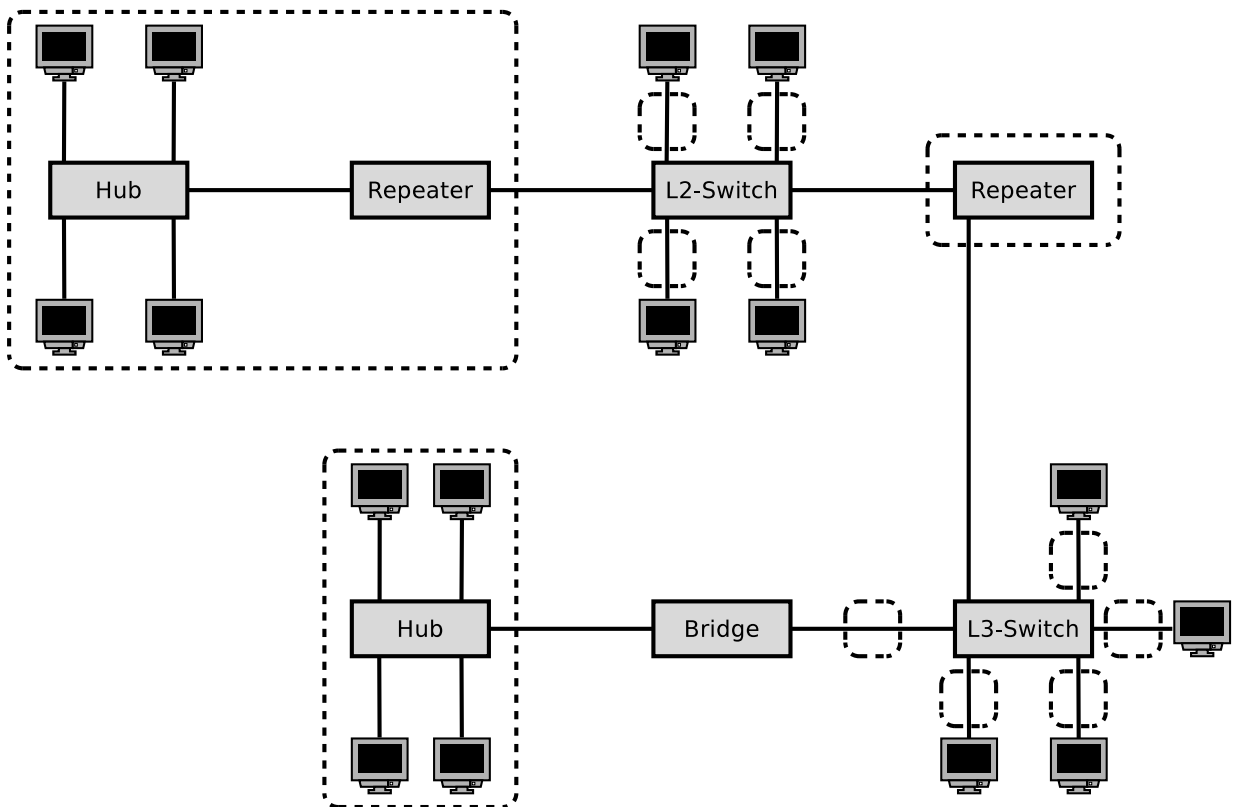 Hub
Repeater
L2-Switch
Repeater
Hub
Bridge
L3-Switch